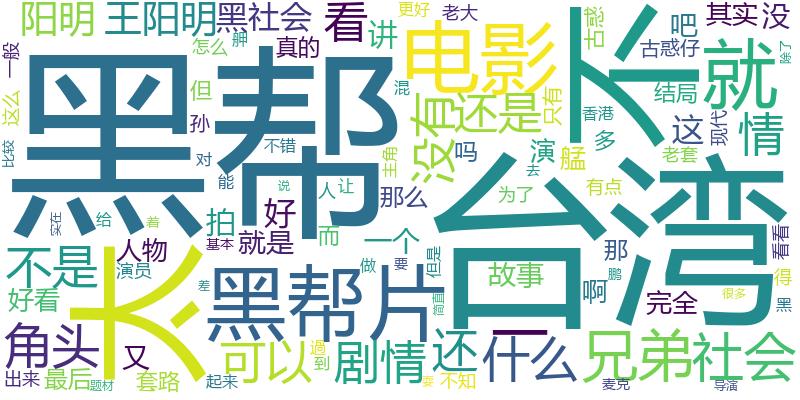 阳明
王阳明
黑社会
看
讲
真的
怎么
舯
更好
老大
混
古惑
古惑仔
吧
其实
没
除了
一般
这么
比较
黑帮
电影
不
就
但
孙
对
能
不错
主角
没有
还是
只有
香港
多
结局
这
现代
情
老套
吗
演
艋
去
有点
为了
说
人
让
那么
台湾
实在
给
着
太
拍
好
就是
基本
而
一个
做
要
但是
简直
故事
啊
那
鹏
看看
得
很多
黑
完全
不是
人物
演员
好看
差
黑帮片
一
角头
又
可以
過
到
剧情
还
什么
兄弟
社会
出来
最后
题材
套路
起来
耍
不知
麦克
导演